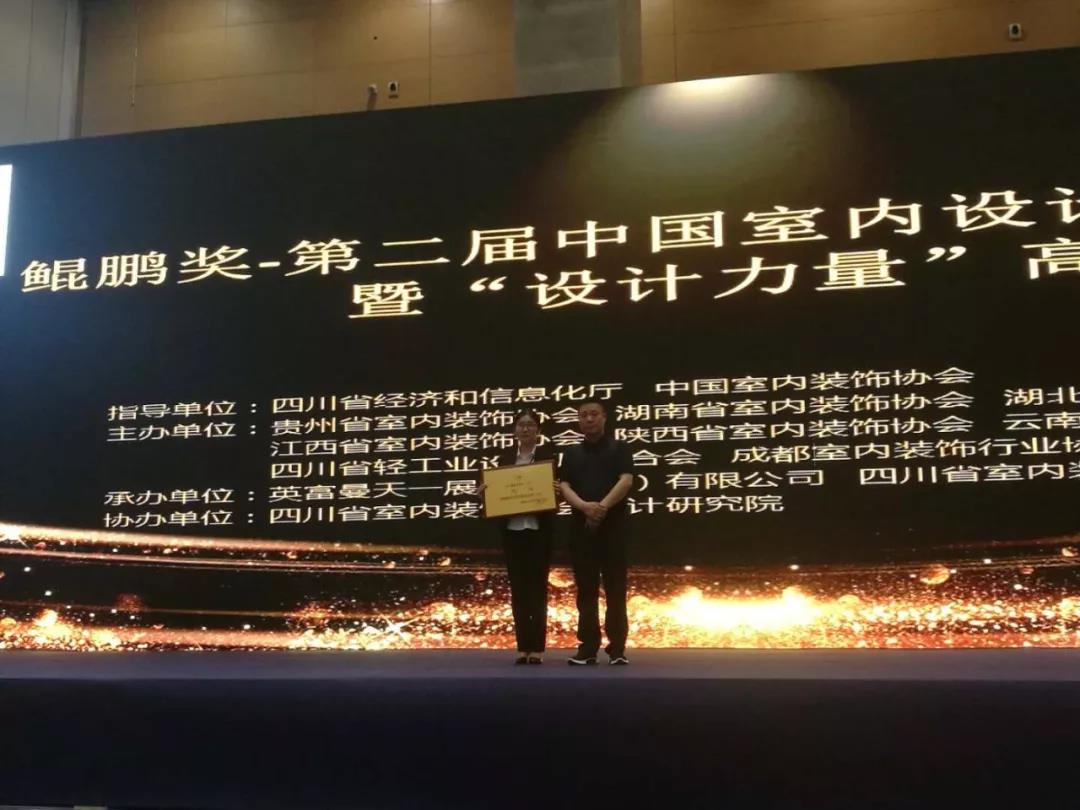 鲲鹏奖-第二届中国室内设计
暨“设计力量”高
指导单位：四川省经济和信息化厅 中国室内装饰协会
主办单位：贵州省室内装饰协会 湖南省室内装饰协会 湖北
江西省室内装饰协会 陕西省室内装饰协会 云南
四川省轻工业设 合会 成都室内装饰行业协
承办单位：英富曼天一展 ）有限公司 四川省室内装
协办单位：四川省室内装 会 计研究院